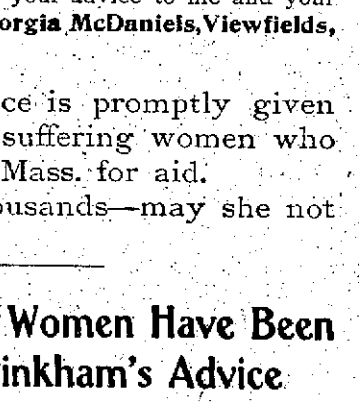 your advice to me and your
orgia McDaniels, Viewfields,
ce is promptly given
suffering women who
Mass. for aid.
ousands—may she not
Women Have Been
inkham's Advice